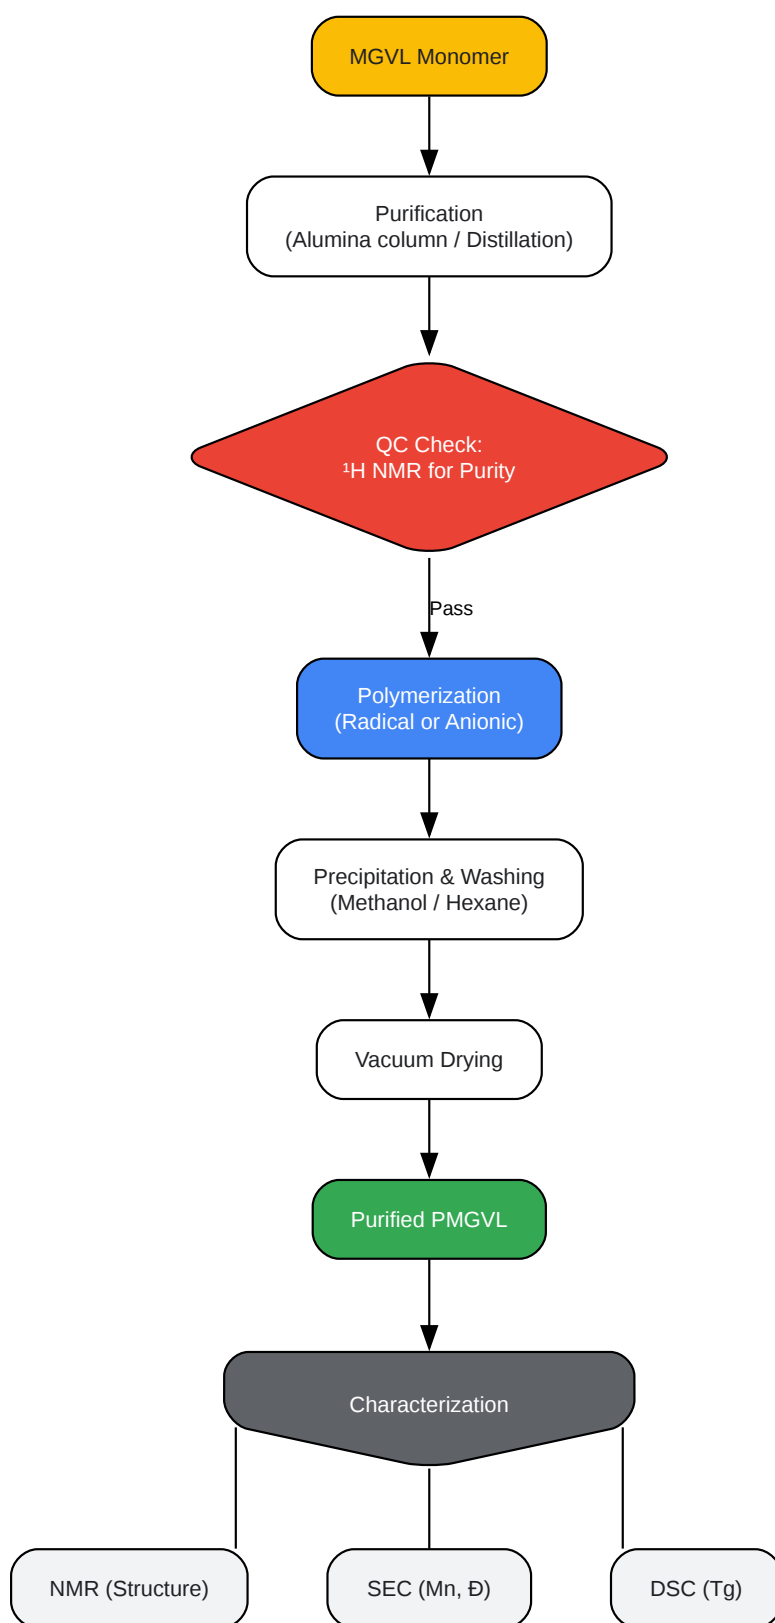 MGVL Monomer
Purification
(Alumina column / Distillation)
QC Check:
¹H NMR for Purity
Pass
Polymerization
(Radical or Anionic)
Precipitation & Washing
(Methanol / Hexane)
Vacuum Drying
Purified PMGVL
Characterization
NMR (Structure)
SEC (Mn, Đ)
DSC (Tg)